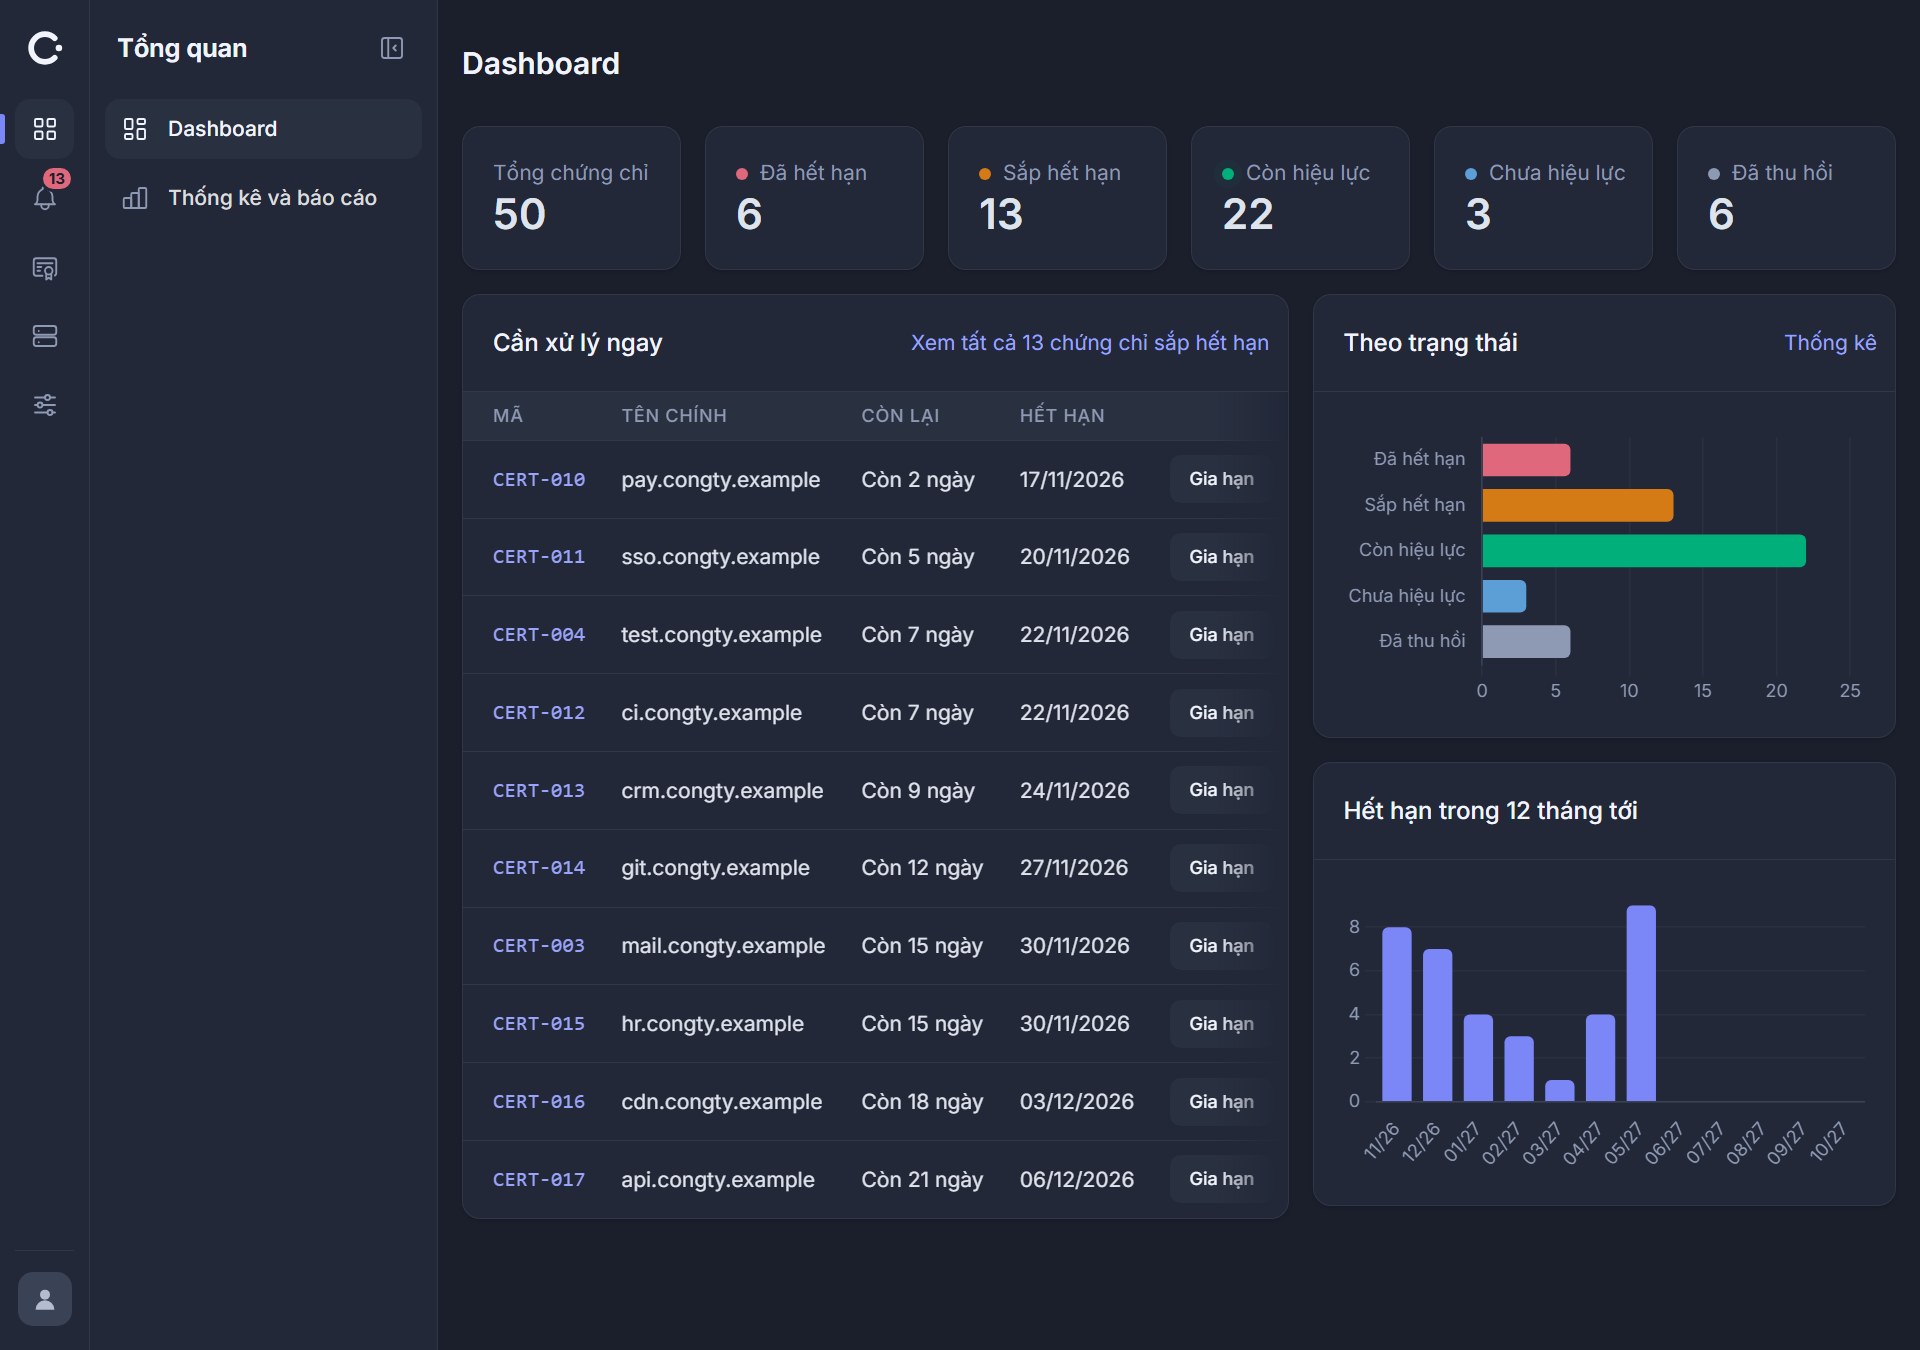 Tổng quan
Dashboard
13
Thống kê và báo cáo
Dashboard
Tổng chứng chỉ
50
Đã hết hạn
6
Sắp hết hạn
13
Còn hiệu lực
22
Chưa hiệu lực
3
Đã thu hồi
6
Cần xử lý ngay
Xem tất cả 13 chứng chỉ sắp hết hạn
MÃ TÊN CHÍNH CÒN LẠI HẾT HẠN
CERT-010 pay.congty.example Còn 2 ngày 17/11/2026 Gia hạn
CERT-011 sso.congty.example Còn 5 ngày 20/11/2026 Gia hạn
CERT-004 test.congty.example Còn 7 ngày 22/11/2026 Gia hạn
CERT-012 ci.congty.example Còn 7 ngày 22/11/2026 Gia hạn
CERT-013 crm.congty.example Còn 9 ngày 24/11/2026 Gia hạn
CERT-014 git.congty.example Còn 12 ngày 27/11/2026 Gia hạn
CERT-003 mail.congty.example Còn 15 ngày 30/11/2026 Gia hạn
CERT-015 hr.congty.example Còn 15 ngày 30/11/2026 Gia hạn
CERT-016 cdn.congty.example Còn 18 ngày 03/12/2026 Gia hạn
CERT-017 api.congty.example Còn 21 ngày 06/12/2026 Gia hạn
Theo trạng thái
Thống kê
Đã hết hạn
Sắp hết hạn
Còn hiệu lực
Chưa hiệu lực
Đã thu hồi
0 5 10 15 20 25
Hết hạn trong 12 tháng tới
8
6
4
2
0
11/26 12/26 01/27 02/27 03/27 04/27 05/27 06/27 07/27 08/27 09/27 10/27